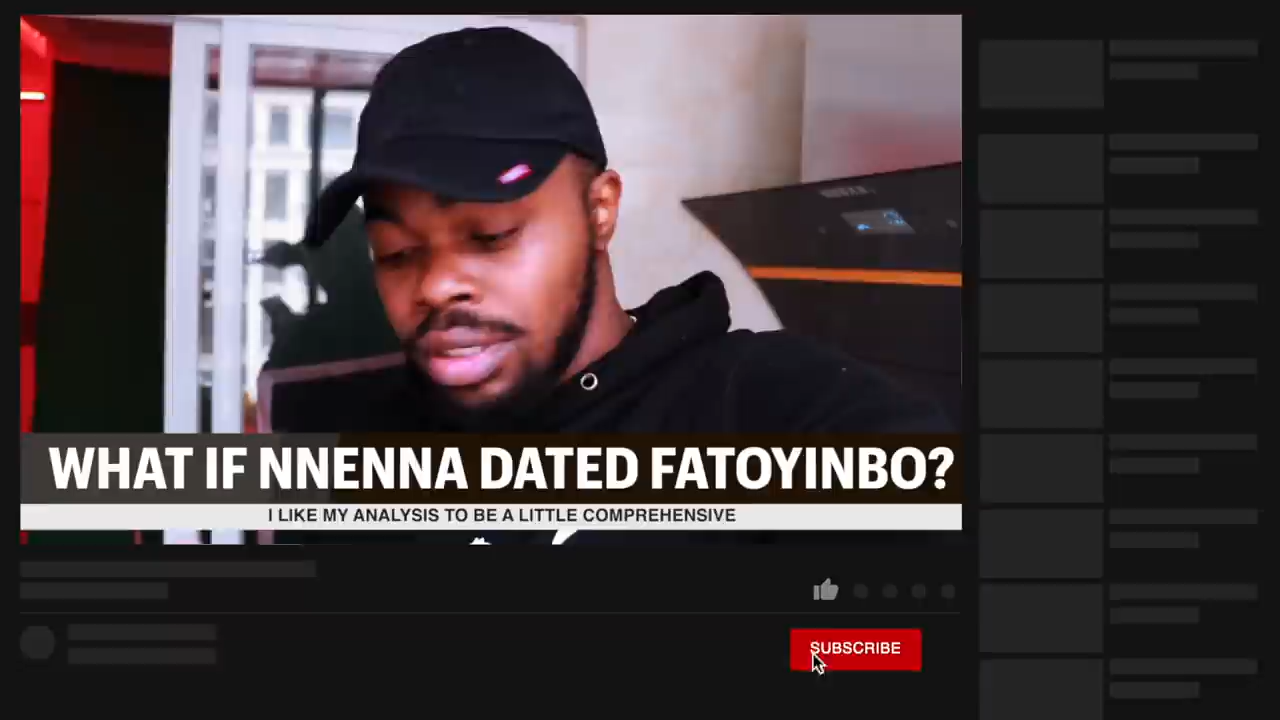 WHAT IF NNENNA DATED FATOYINBO?
I LIKE MY ANALYSIS TO BE A LITTLE COMPREHENSIVE
SUBSCRIBE